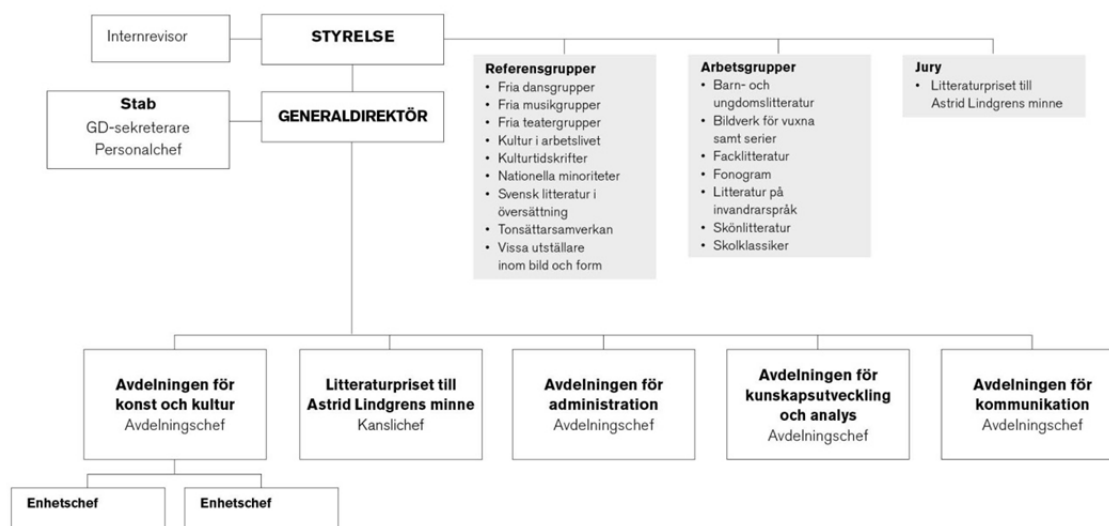 Internrevisor
STYRELSE
Stab
GD-sekreterare
Personalchef
GENERALDIREKTÖR
Referensgrupper
• Fria dansgrupper
• Fria musikgrupper
• Fria teatergrupper
• Kultur i arbetslivet
• Kulturtidskrifter
• Nationella minoriteter
• Svensk litteratur i
översättning
• Tonsättarsamverkan
• Vissa utställare
inom bild och form
Arbetsgrupper
• Barn- och
ungdomslitteratur
• Bildverk för vuxna
samt serier
• Facklitteratur
• Fonogram
• Litteratur på
invandrarspråk
• Skönlitteratur
• Skolklassiker
Jury
• Litteraturpriset till
Astrid Lindgrens minne
Avdelningen för
konst och kultur
Avdelningschef
Litteraturpriset till
Astrid Lindgrens minne
Kanslichef
Avdelningen för
administration
Avdelningschef
Avdelningen för
kunskapsutveckling
och analys
Avdelningschef
Avdelningen för
kommunikation
Avdelningschef
Enhetschef
Enhetschef